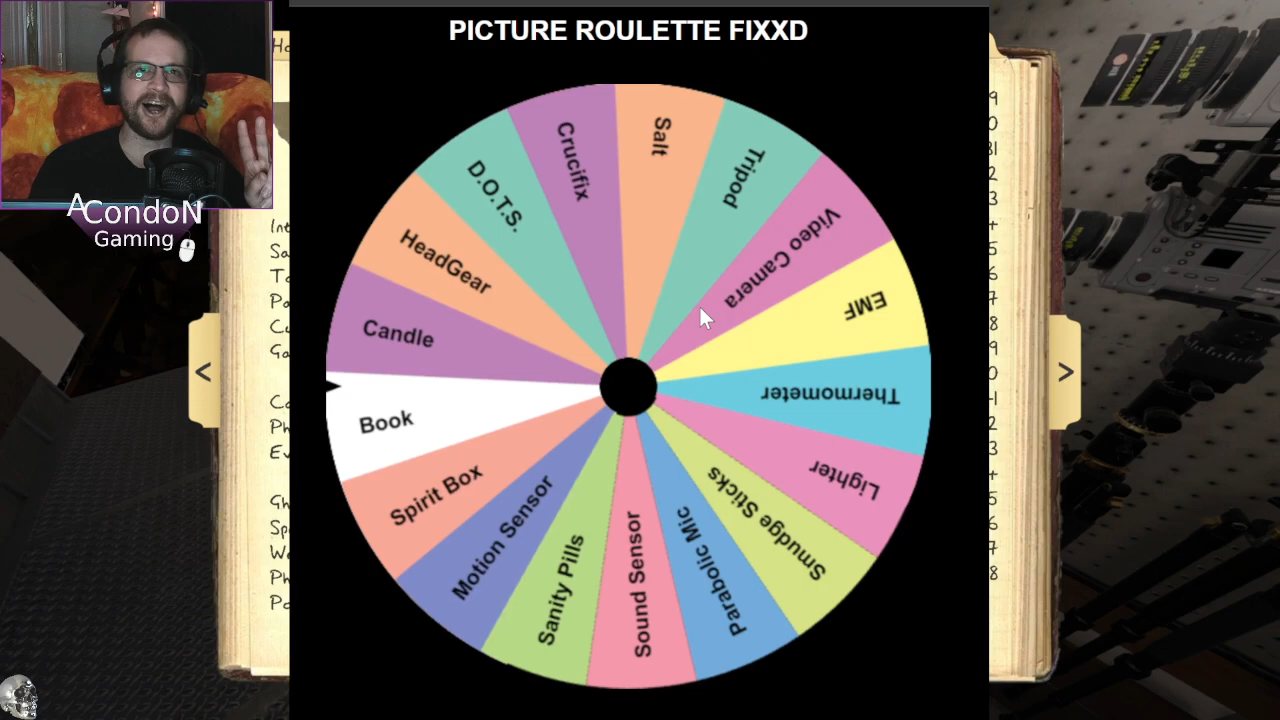 PICTURE ROULETTE FIXXD
Salt
Tripod
Video Camera
EMF
Thermometer
Lighter
Smudge Sticks
Parabolic Mic
Sound Sensor
Sanity Pills
Motion Sensor
Spirit Box
Book
Candle
HeadGear
D.O.T.S.
Crucifix
ACondoN
Gaming
<
>